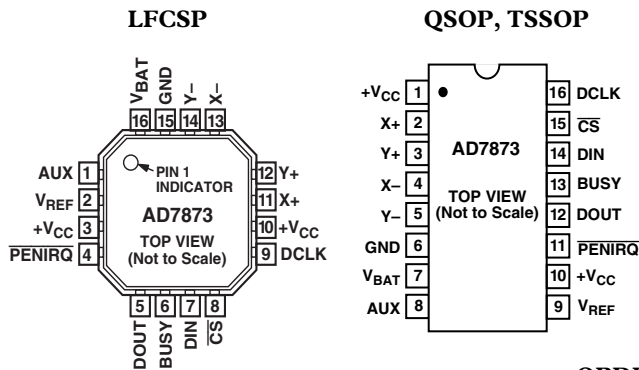 LFCSP
QSOP, TSSOP
VBAT
GND
Y–
X–
16 15 14 13
AUX 1
VREF 2
+VCC 3
PENIRQ 4
PIN 1
INDICATOR
AD7873
TOP VIEW
(Not to Scale)
12 Y+
11 X+
10 +VCC
9 DCLK
5 6 7 8
DOUT
BUSY
DIN
CS
+VCC 1
X+ 2
Y+ 3
X– 4
Y– 5
GND 6
VBAT 7
AUX 8
AD7873
TOP VIEW
(Not to Scale)
16 DCLK
15 CS
14 DIN
13 BUSY
12 DOUT
11 PENIRQ
10 +VCC
9 VREF